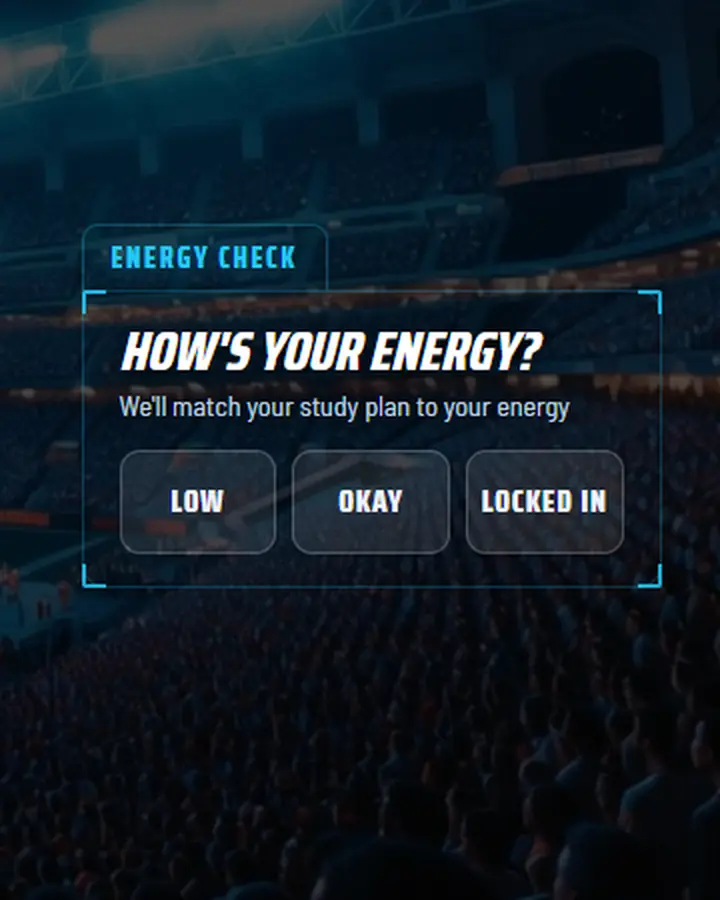 ENERGY CHECK
HOW'S YOUR ENERGY?
We'll match your study plan to your energy
LOW
OKAY
LOCKED IN